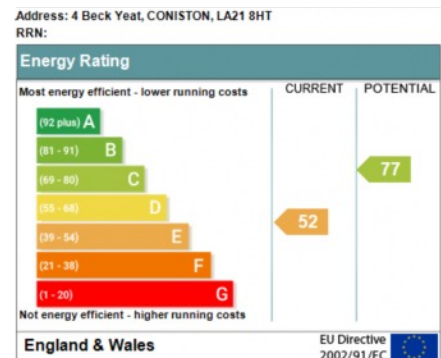 Address: 4 Beck Yeat, CONISTON, LA21 8HT
RRN:
Energy Rating
Most energy efficient - lower running costs
CURRENT
POTENTIAL
(92 plus) A
(81 - 91) B
(69 - 80) C
77
(55 - 68) D
52
(39 - 54) E
(21 - 38) F
(1 - 20) G
Not energy efficient - higher running costs
England & Wales
EU Directive
2002/91/EC